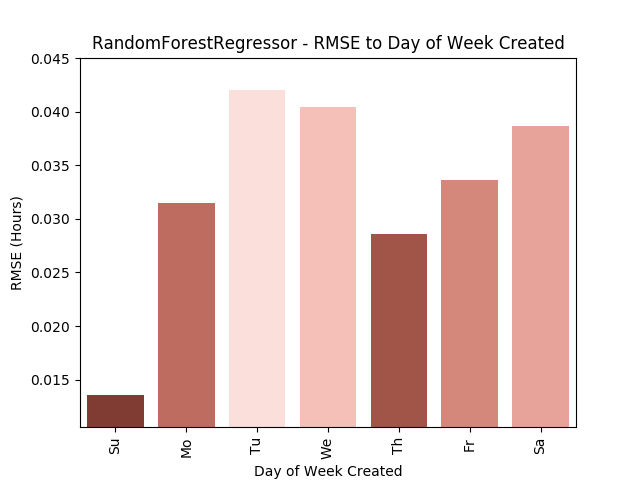 RandomForestRegressor - RMSE to Day of Week Created
0.045
0.040
0.035
0.030
0.025
0.020
0.015
RMSE (Hours)
Su
Mo
Tu
We
Th
Fr
Sa
Day of Week Created